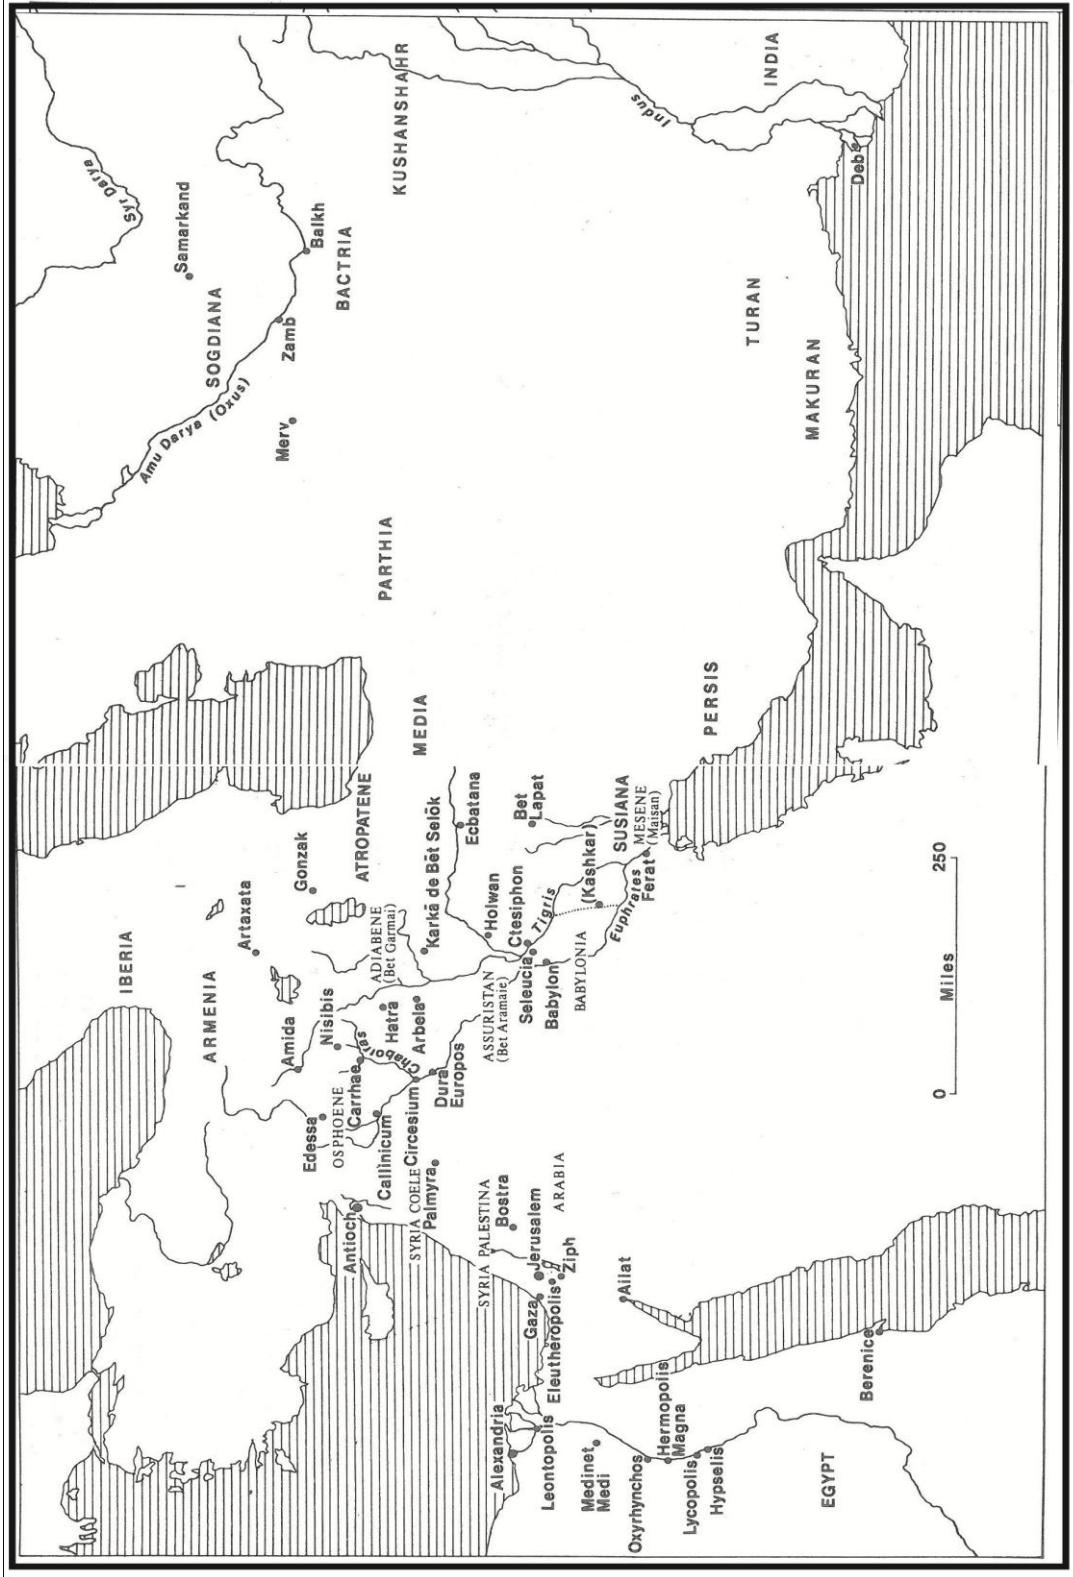 Syr Darya
IBERIA
Samarkand
Amu Darya (Oxus)
ARMENIA
SOGDIANA
Artaxata
Amida
Merv
Zamb
Gonzak
Edessa
Balkh
Nisibis
OSPHOENE
BACTRIA
Antioch
Carrhae
ATROPATENE
Chaboras
ADIABENE
(Bet Garmai)
Callinicum
PARTHIA
Hatra
KUSHANSHAHR
Circesium
SYRIA COELE
Arbela
MEDIA
Palmyra
Karkā de Bēt Selōk
Dura
Europos
Ecbatana
SYRIA PALESTINA
ASSURISTAN
(Bet Aramaie)
Holwan
Alexandria
Bostra
Ctesiphon
Bet
Lapat
Seleucia
Gaza
Jerusalem
Tigris
Leontopolis
Eleutheropolis
Babylon
ARABIA
Ziph
BABYLONIA
(Kashkar)
Medinet
Medi
SUSIANA
Ailat
Euphrates
MESENE
(Maisan)
Ferat
Oxyrhynchos
Indus
Hermopolis
Magna
Lycopolis
PERSIS
Hypselis
TURAN
INDIA
MAKURAN
EGYPT
Debi
Berenice
0
250
Miles